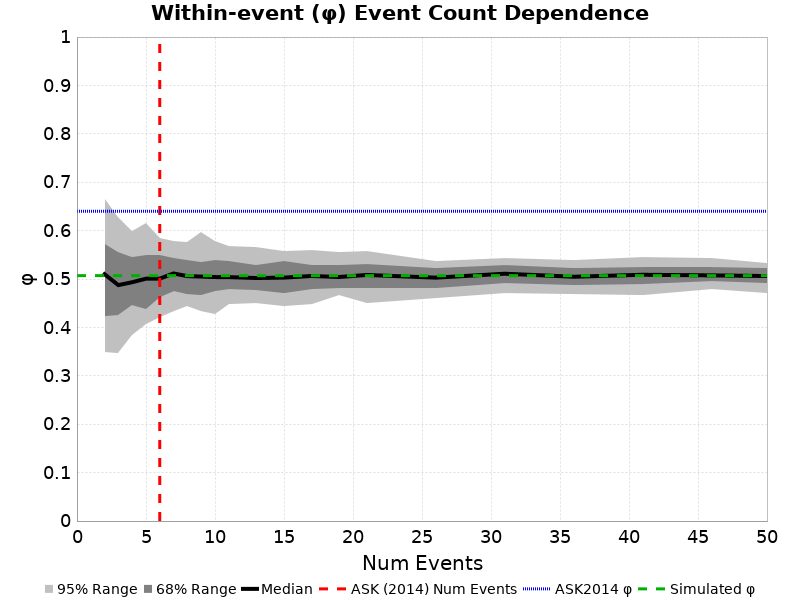 Within-event (φ) Event Count Dependence
1
0.9
0.8
0.7
0.6
0.5
0.4
0.3
0.2
0.1
0
φ
0 5 10 15 20 25 30 35 40 45 50
Num Events
95% Range 68% Range Median ASK (2014) Num Events ASK2014 φ Simulated φ